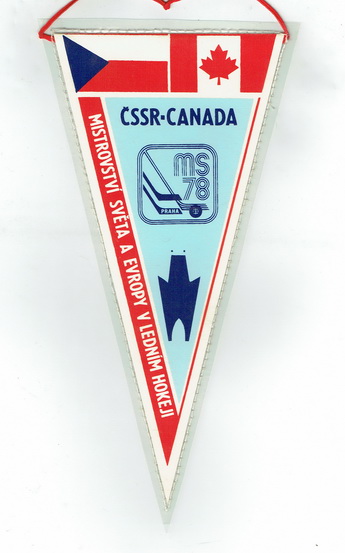 ČSSR-CANADA
MS
78
PRAHA
MISTROVSTVÍ SVĚTA A EVROPY V LEDNÍM HOKEJI